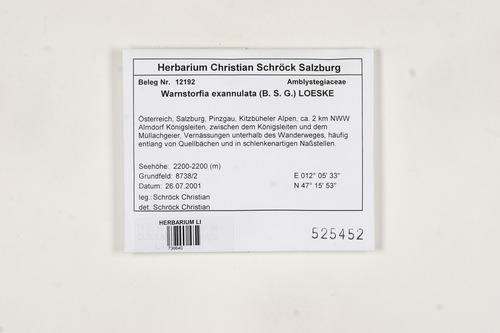 Herbarium Christian Schröck Salzburg
Beleg Nr. 12192 Amblystegiaceae
Warnstorfia exannulata (B. S. G.) LOESKE
Österreich, Salzburg, Pinzgau, Kitzbüheler Alpen, ca. 2 km NWW
Almdorf Königsleiten, zwischen dem Königsleiten und dem
Müllachgeier, Vernässungen unterhalb des Wanderweges, häufig
entlang von Quellbächen und in schlenkenartigen Naßstellen.
Seehöhe: 2200-2200 (m)
Grundfeld: 8738/2 E 012° 05' 33"
Datum: 26.07.2001 N 47° 15' 53"
leg.: Schröck Christian
det.: Schröck Christian
HERBARIUM LI
736640
525452